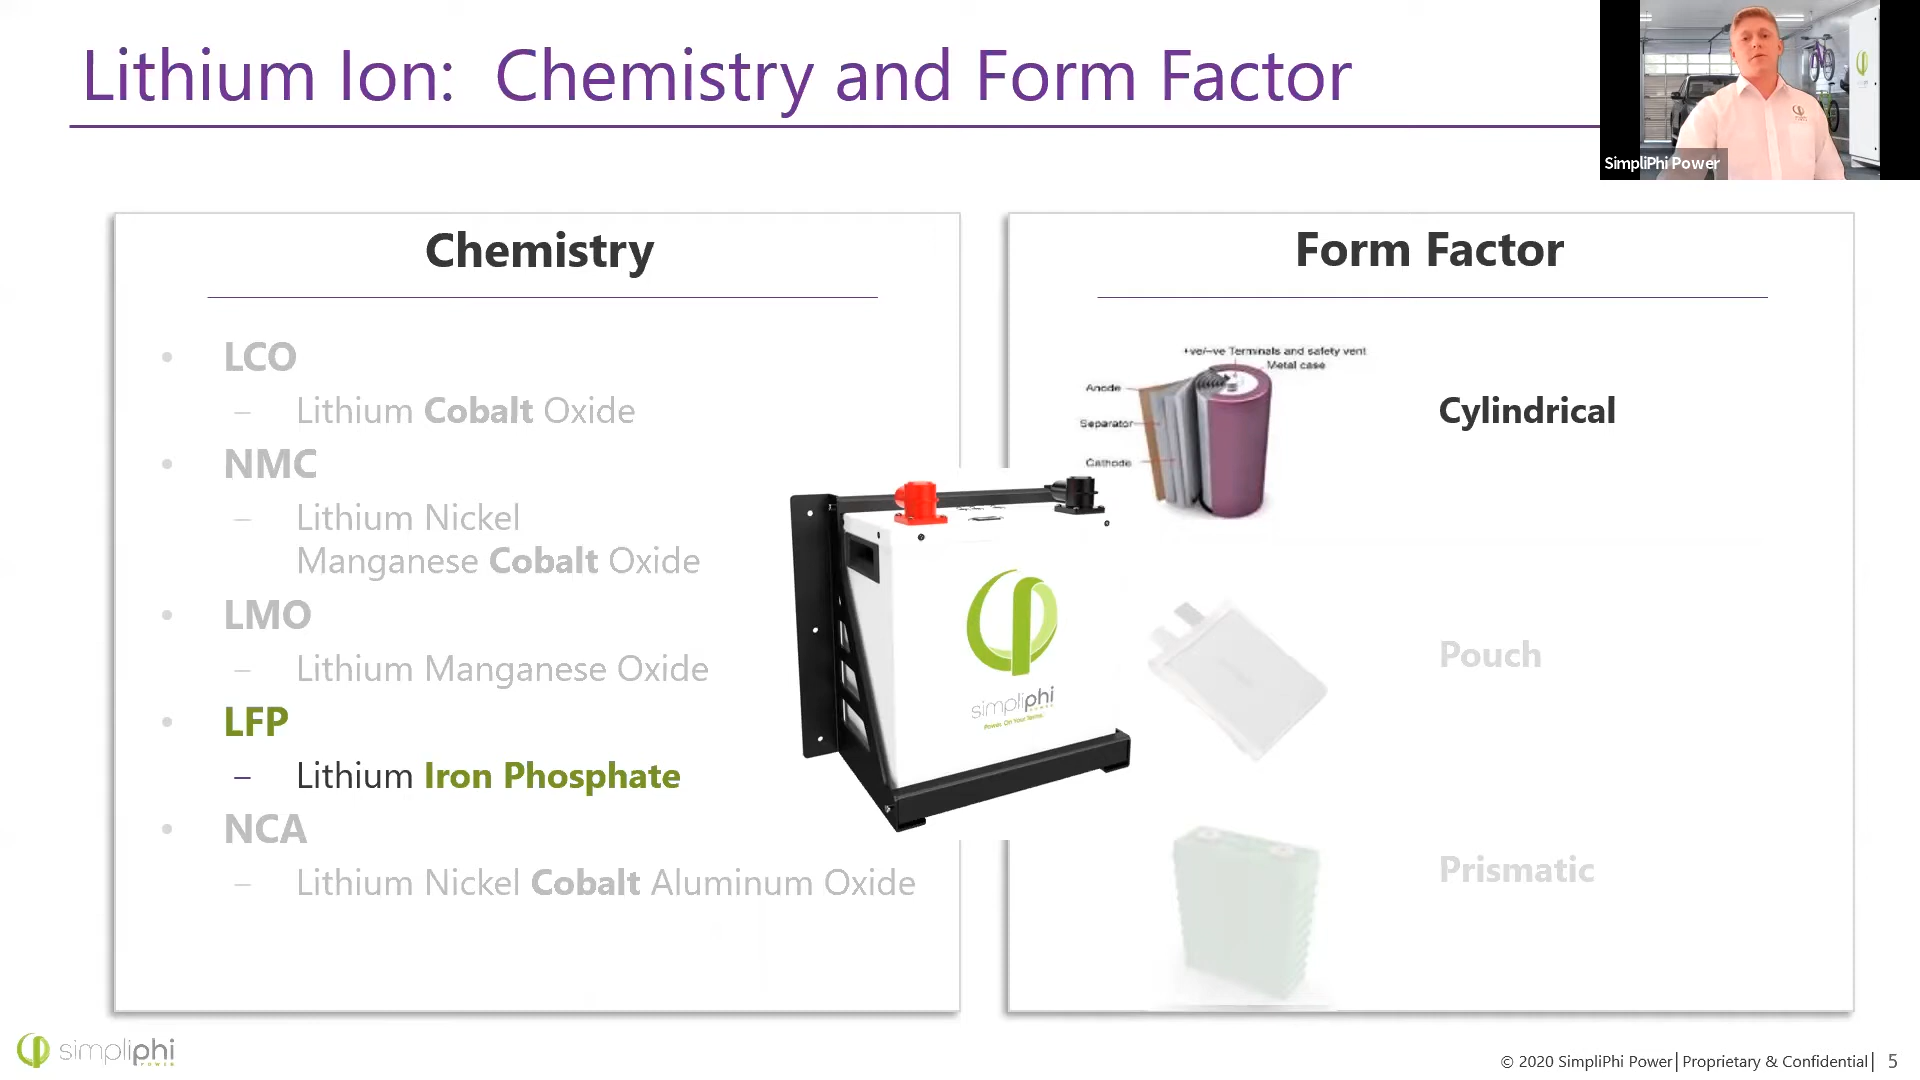 Lithium Ion: Chemistry and Form Factor
SimpliPhi Power
Chemistry
• LCO
– Lithium Cobalt Oxide
• NMC
– Lithium Nickel
Manganese Cobalt Oxide
• LMO
– Lithium Manganese Oxide
• LFP
– Lithium Iron Phosphate
• NCA
– Lithium Nickel Cobalt Aluminum Oxide
simpliphi
POWER
Power. On Your Terms.
Form Factor
+ve/-ve Terminals and safety vent
Metal case
Anode
Separator
Cathode
Cylindrical
Pouch
Prismatic
simpliphi
POWER
© 2020 SimpliPhi Power| Proprietary & Confidential| 5